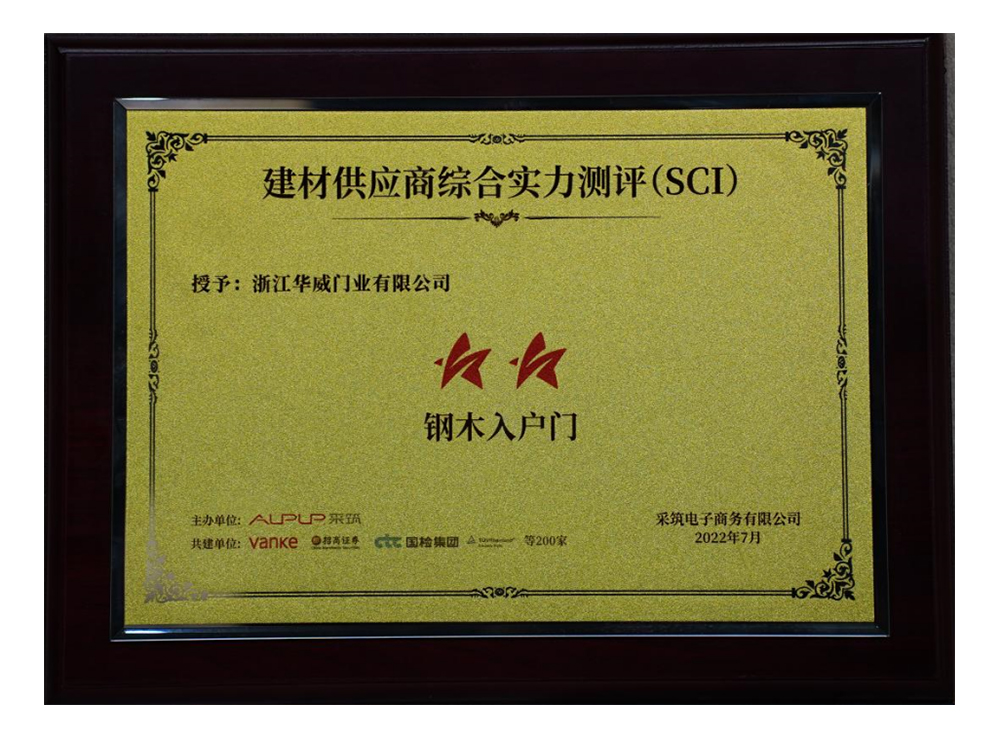 建材供应商综合实力测评(SCI)
授予：浙江华威门业有限公司
钢木入户门
主办单位: AUPUP 采筑
共建单位: vanke 招商证券 ctc 国检集团 等200家
采筑电子商务有限公司
2022年7月